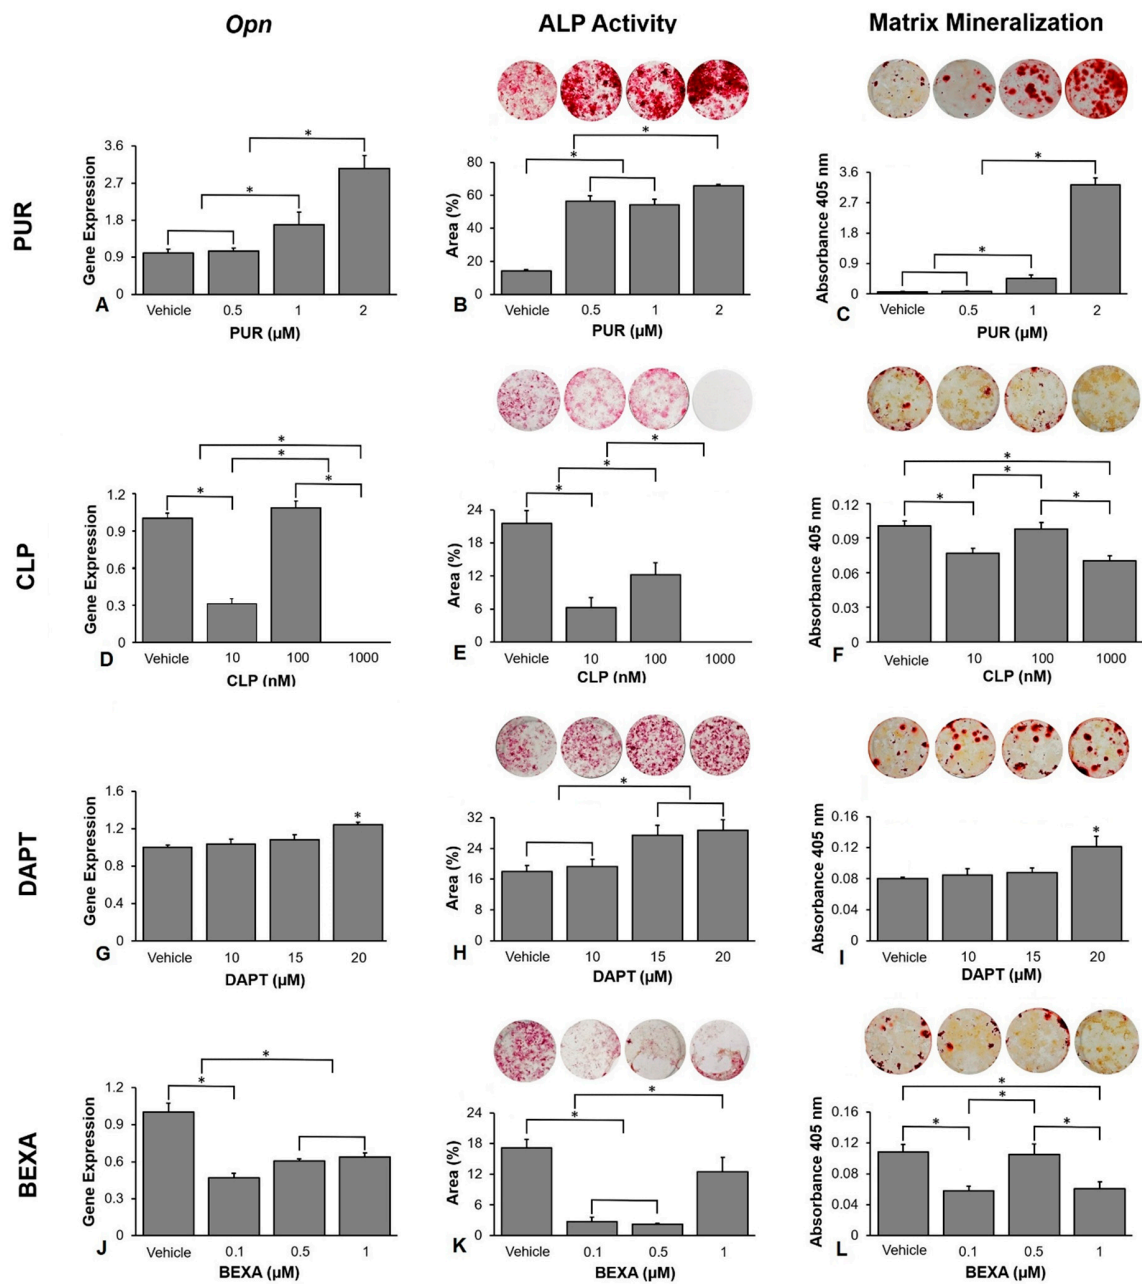 Opn
ALP Activity
Matrix Mineralization
PUR
Gene Expression
3.6
2.7
1.8
0.9
0
*
*
Vehicle 0.5 1 2
PUR (µM)
A
Area (%)
80
60
40
20
0
*
*
Vehicle 0.5 1 2
PUR (µM)
B
Absorbance 405 nm
3.6
2.7
1.8
0.9
0
*
*
Vehicle 0.5 1 2
PUR (µM)
C
CLP
Gene Expression
1.2
0.9
0.6
0.3
0
*
*
*
*
Vehicle 10 100 1000
CLP (nM)
D
Area (%)
24
18
12
6
0
*
*
*
Vehicle 10 100 1000
CLP (nM)
E
Absorbance 405 nm
0.12
0.09
0.06
0.03
0
*
*
*
*
Vehicle 10 100 1000
CLP (nM)
F
DAPT
Gene Expression
1.6
1.2
0.8
0.4
0
*
Vehicle 10 15 20
DAPT (µM)
G
Area (%)
32
24
16
8
0
*
Vehicle 10 15 20
DAPT (µM)
H
Absorbance 405 nm
0.16
0.12
0.08
0.04
0
*
Vehicle 10 15 20
DAPT (µM)
I
BEXA
Gene Expression
1.2
0.9
0.6
0.3
0
*
*
Vehicle 0.1 0.5 1
BEXA (µM)
J
Area (%)
24
18
12
6
0
*
*
Vehicle 0.1 0.5 1
BEXA (µM)
K
Absorbance 405 nm
0.16
0.12
0.08
0.04
0
*
*
*
*
Vehicle 0.1 0.5 1
BEXA (µM)
L